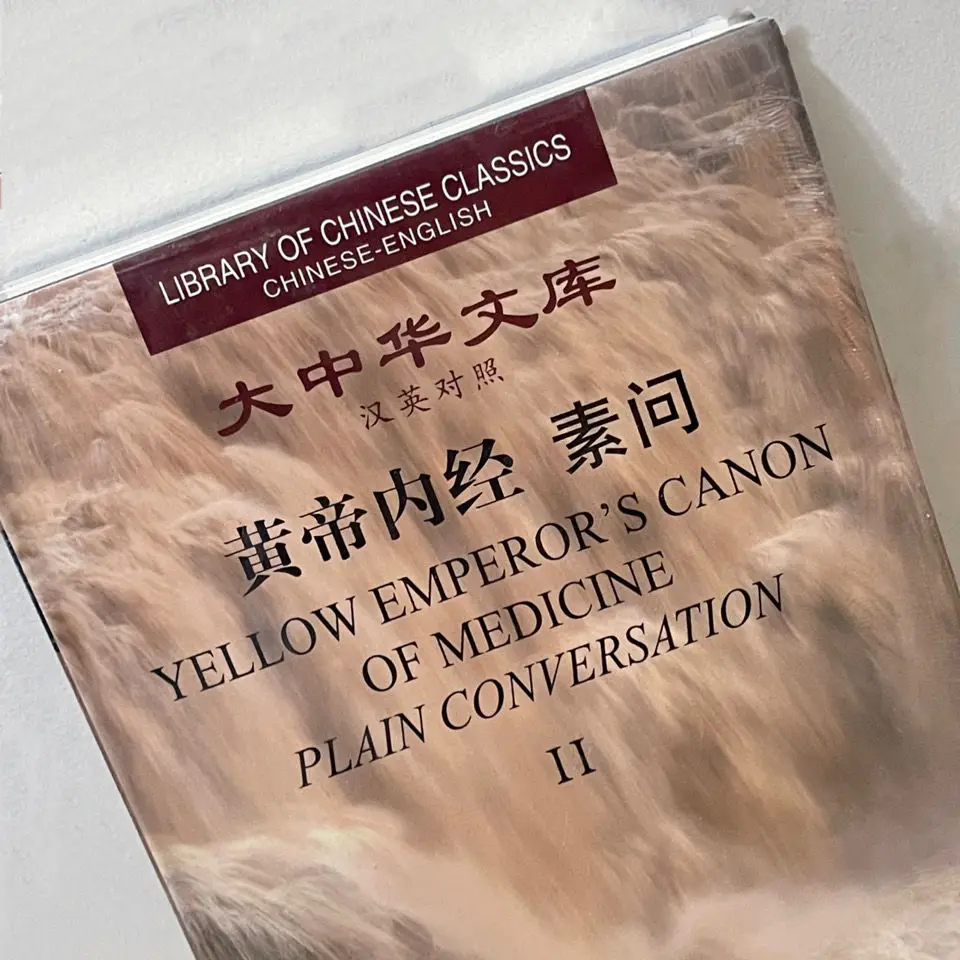 LIBRARY OF CHINESE CLASSICS
CHINESE-ENGLISH
大中华文库
汉英对照
黄帝内经 素问
YELLOW EMPEROR'S CANON
OF MEDICINE
PLAIN CONVERSATION
II